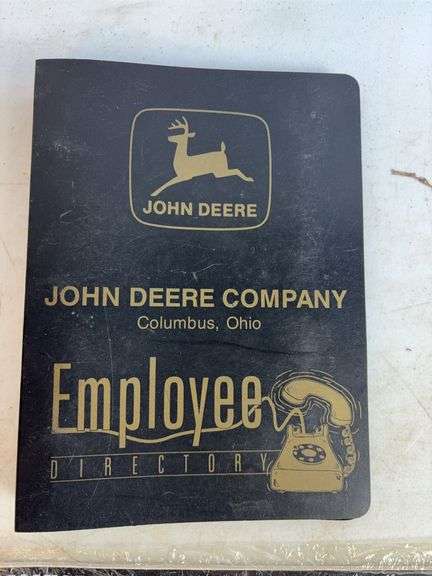 JOHN DEERE
JOHN DEERE COMPANY
Columbus, Ohio
Employee
DIRECTORY